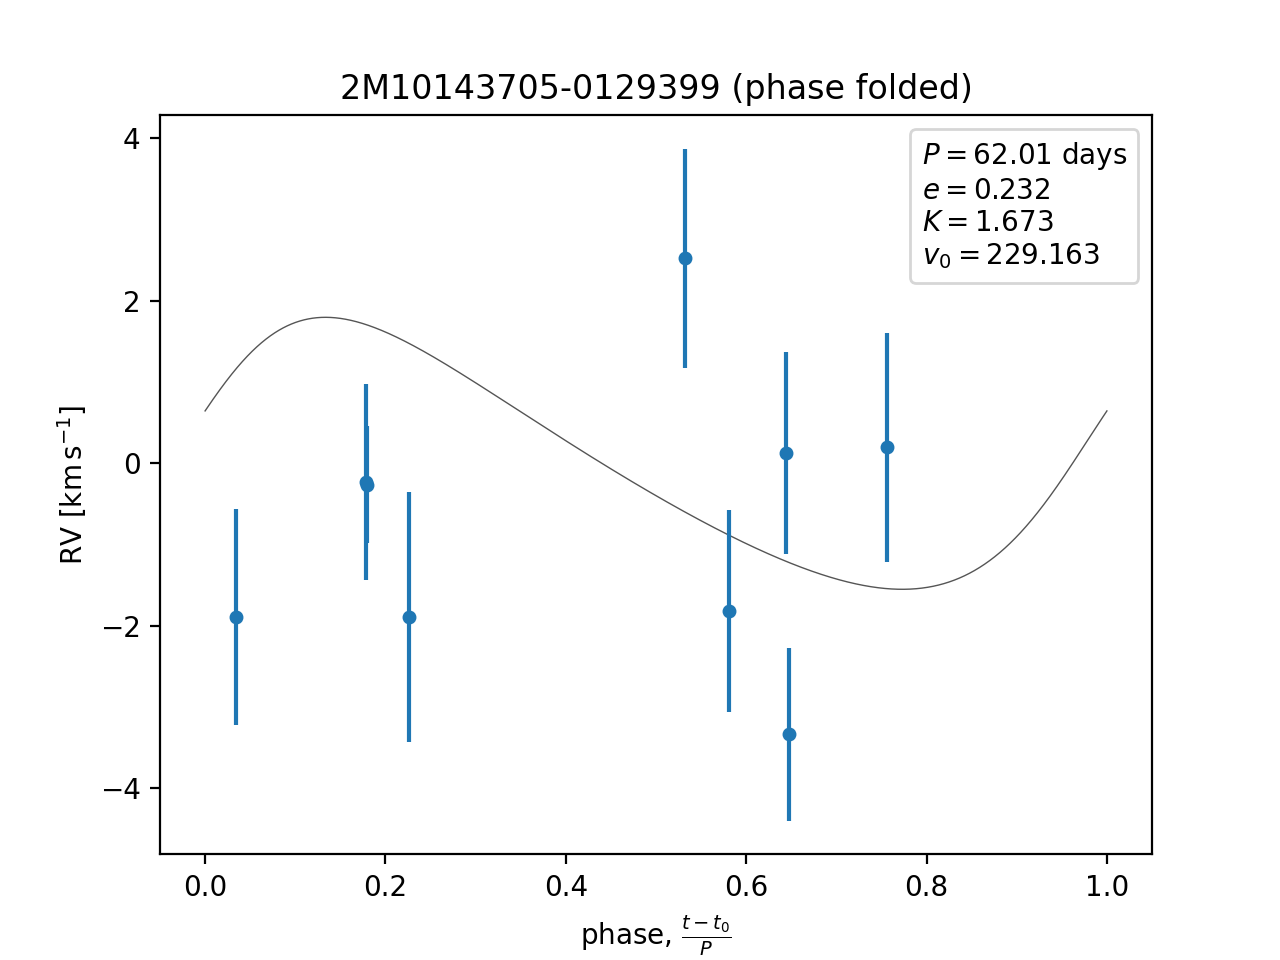 2M10143705-0129399 (phase folded)
P = 62.01 days
e = 0.232
K = 1.673
v₀ = 229.163
4
2
0
−2
−4
RV [km s⁻¹]
0.0 0.2 0.4 0.6 0.8 1.0
phase, (t − t₀)/P